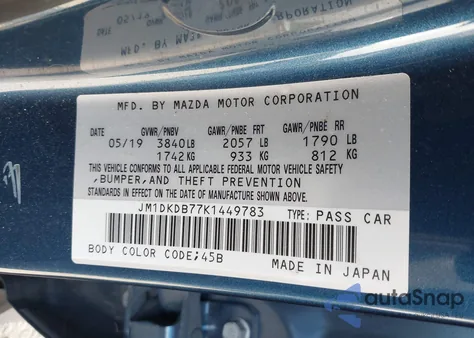 MFD. BY MAZDA MOTOR CORPORATION
GVWR/PNBV GAWR/PNBE FRT GAWR/PNBE RR
05/19 3840LB 2057 LB 1790 LB
1742KG 933 KG 812 KG
THIS VEHICLE CONFORMS TO ALL APPLICABLE FEDERAL MOTOR VEHICLE SAFETY
,BUMPER,AND THEFT PREVENTION
STANDARDS IN EFFECT ON THE DATE OF MANUFACTURE SHOWN ABOVE.
JM1DKDB77K1449783 TYPE: PASS CAR
BODY COLOR CODE;45B MADE IN JAPAN
autoSnap